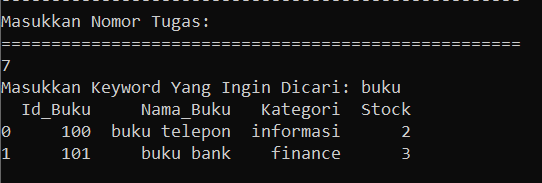 Masukkan Nomor Tugas:
====================================================
7
Masukkan Keyword Yang Ingin Dicari: buku
Id_Buku Nama_Buku Kategori Stock
0 100 buku telepon informasi 2
1 101 buku bank finance 3